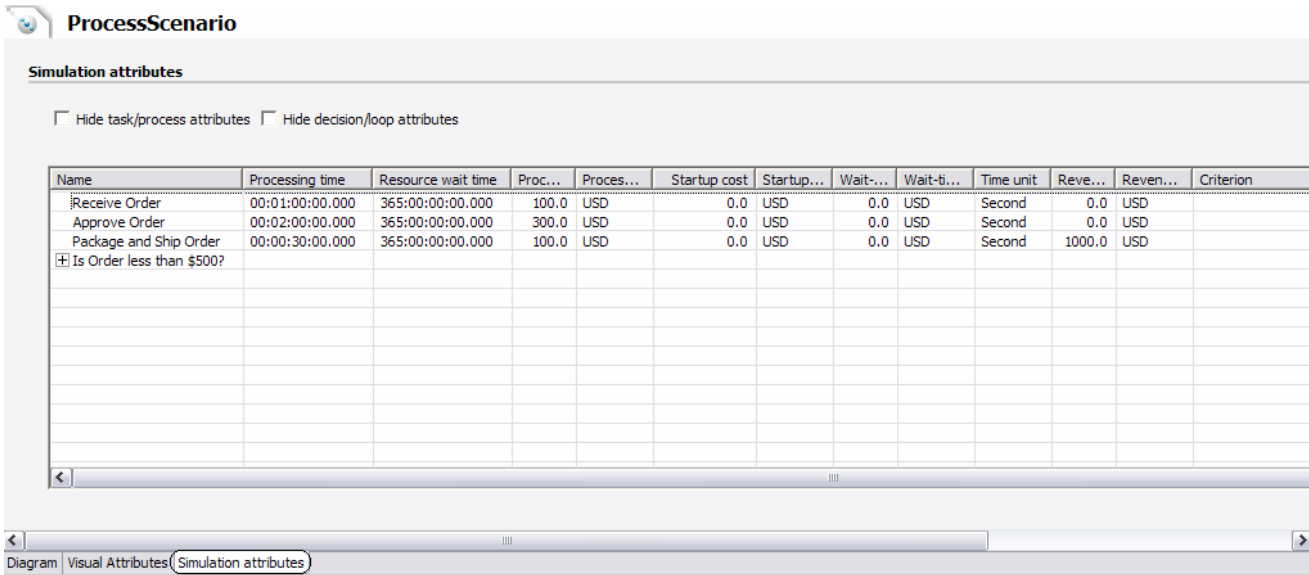 ProcessScenario
Simulation attributes
Hide task/process attributes Hide decision/loop attributes
Name Processing time Resource wait time Proc... Proces... Startup cost Startup... Wait-... Wait-ti... Time unit Reve... Reven... Criterion
Receive Order 00:01:00:00.000 365:00:00:00.000 100.0 USD 0.0 USD 0.0 USD Second 0.0 USD
Approve Order 00:02:00:00.000 365:00:00:00.000 300.0 USD 0.0 USD 0.0 USD Second 0.0 USD
Package and Ship Order 00:00:30:00.000 365:00:00:00.000 100.0 USD 0.0 USD 0.0 USD Second 1000.0 USD
Is Order less than $500?
Diagram Visual Attributes Simulation attributes